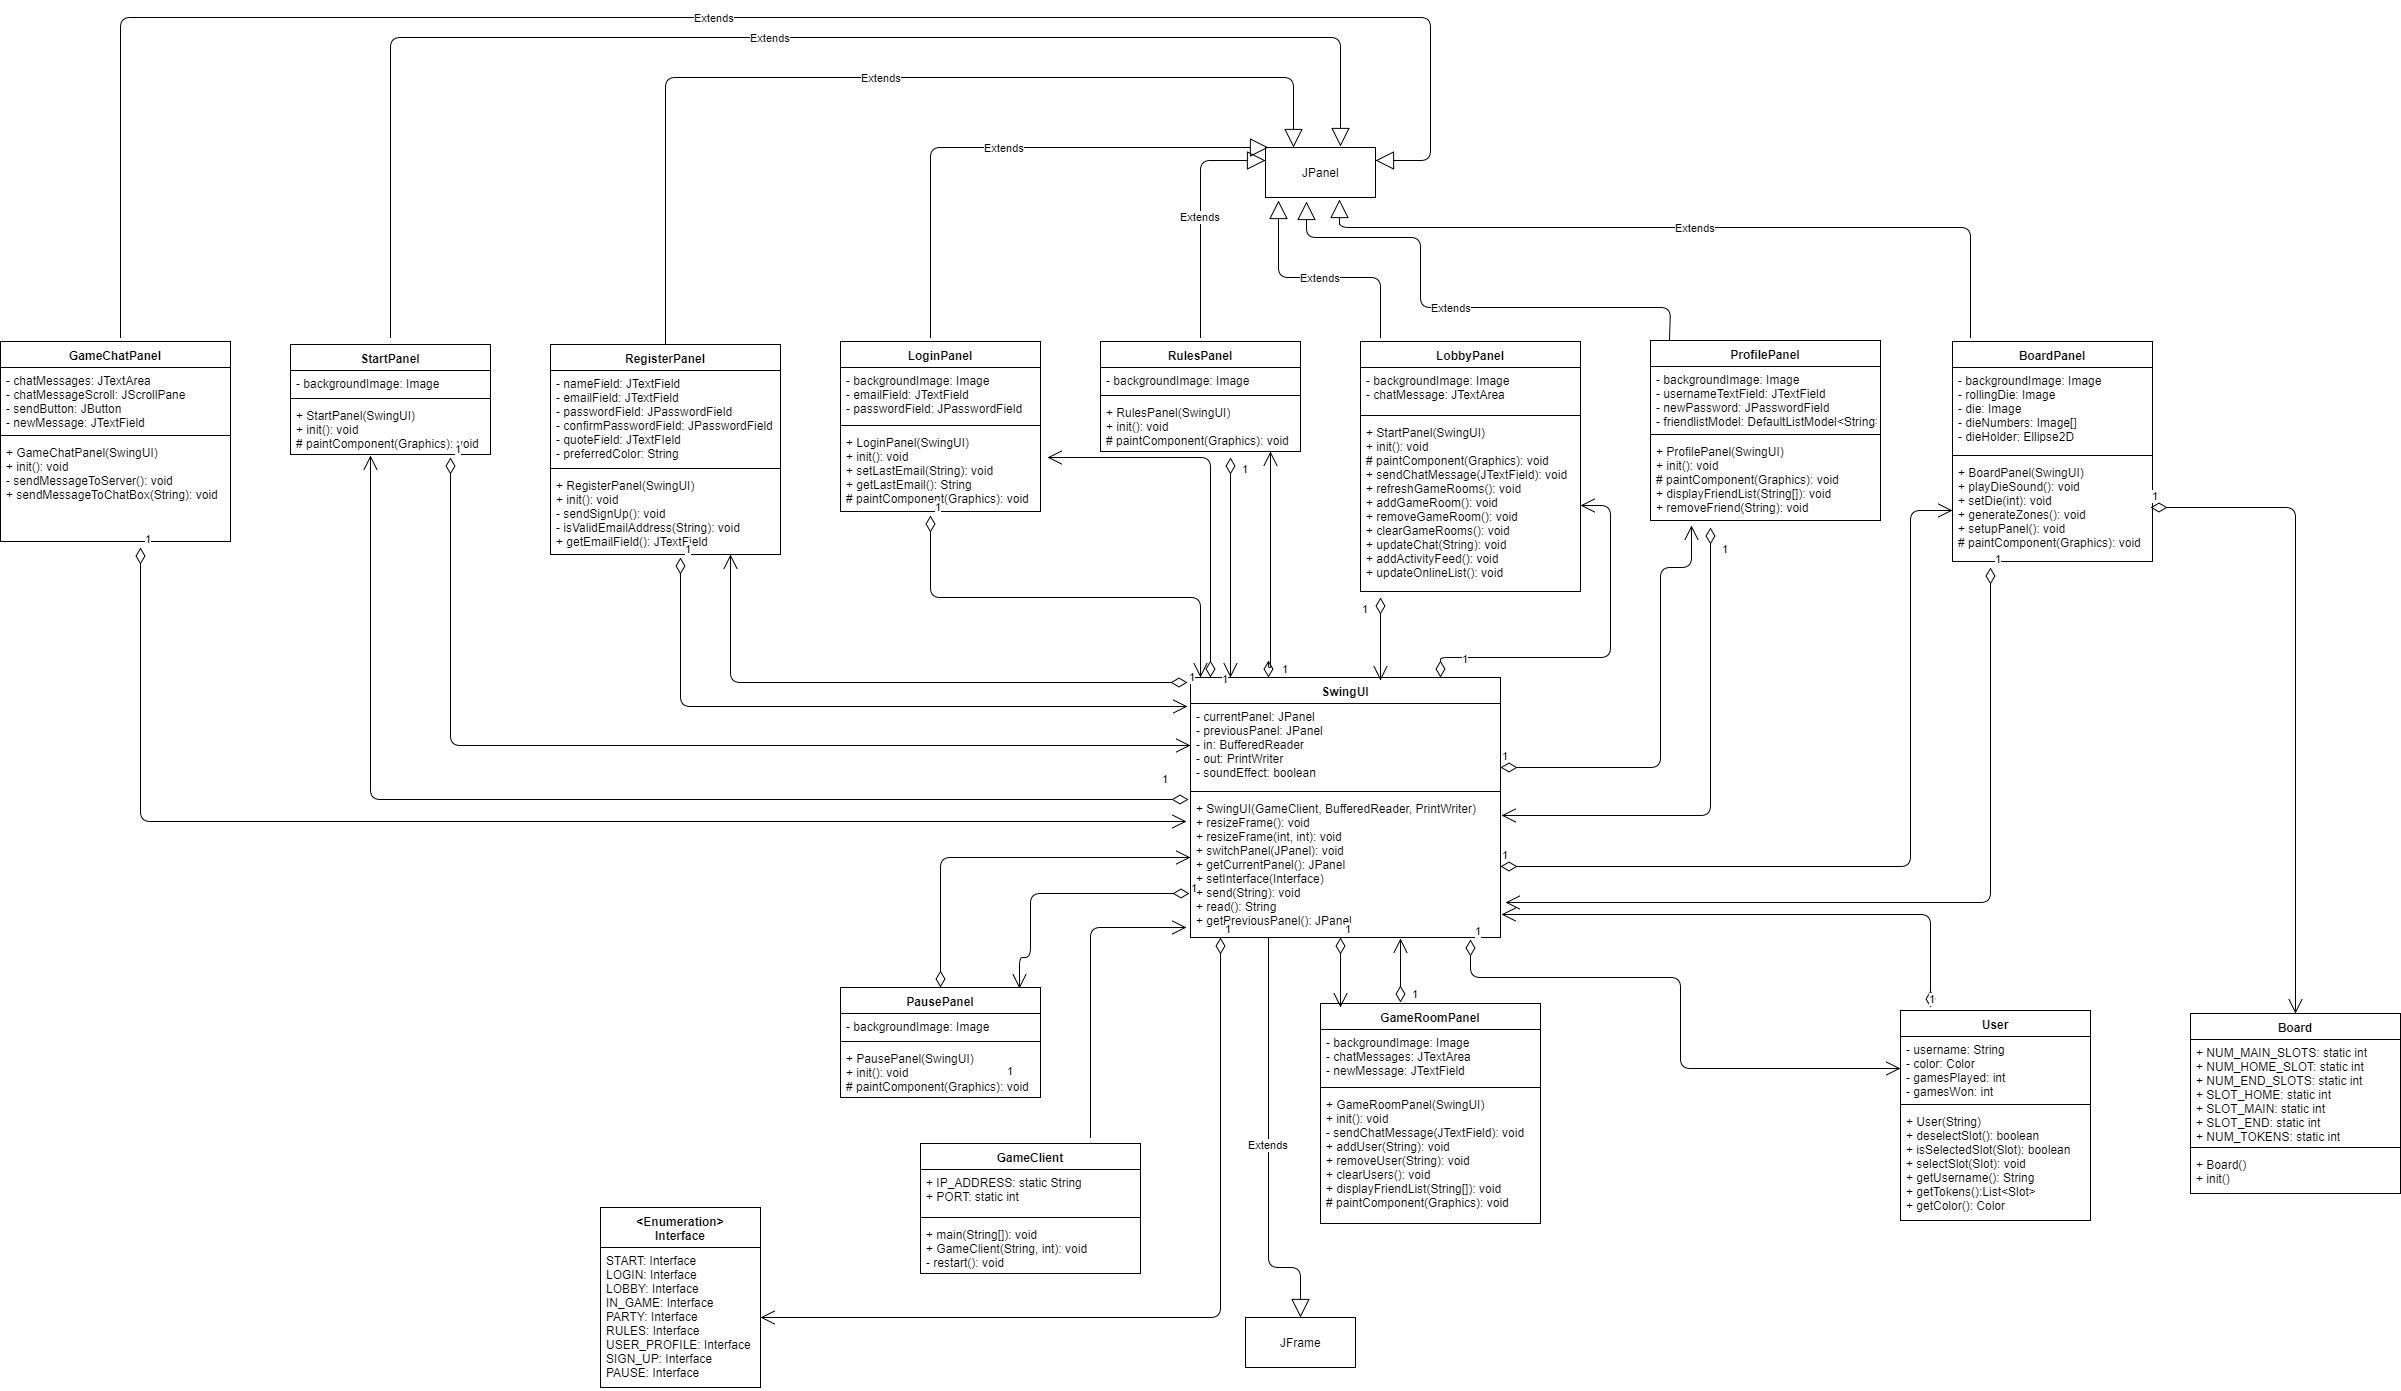 Extends
Extends
Extends
Extends
JPanel
Extends
Extends
Extends
Extends
GameChatPanel
- chatMessages: JTextArea
- chatMessageScroll: JScrollPane
- sendButton: JButton
- newMessage: JTextField
+ GameChatPanel(SwingUI)
+ init(): void
- sendMessageToServer(): void
+ sendMessageToChatBox(String): void
1
StartPanel
- backgroundImage: Image
+ StartPanel(SwingUI)
+ init(): void
# paintComponent(Graphics): void
1
RegisterPanel
- nameField: JTextField
- emailField: JTextField
- passwordField: JPasswordField
- confirmPasswordField: JPasswordField
- quoteField: JTextField
- preferredColor: String
+ RegisterPanel(SwingUI)
+ init(): void
- sendSignUp(): void
- isValidEmailAddress(String): void
+ getEmailField(): JTextField
1
LoginPanel
- backgroundImage: Image
- emailField: JTextField
- passwordField: JPasswordField
+ LoginPanel(SwingUI)
+ init(): void
+ setLastEmail(String): void
+ getLastEmail(): String
# paintComponent(Graphics): void
1
RulesPanel
- backgroundImage: Image
+ RulesPanel(SwingUI)
+ init(): void
# paintComponent(Graphics): void
1
LobbyPanel
- backgroundImage: Image
- chatMessage: JTextArea
+ StartPanel(SwingUI)
+ init(): void
# paintComponent(Graphics): void
+ sendChatMessage(JTextField): void
+ refreshGameRooms(): void
+ addGameRoom(): void
+ removeGameRoom(): void
+ clearGameRooms(): void
+ updateChat(String): void
+ addActivityFeed(): void
+ updateOnlineList(): void
1
ProfilePanel
- backgroundImage: Image
- usernameTextField: JTextField
- newPassword: JPasswordField
- friendlistModel: DefaultListModel<String
+ ProfilePanel(SwingUI)
+ init(): void
# paintComponent(Graphics): void
+ displayFriendList(String[]): void
+ removeFriend(String): void
1
BoardPanel
- backgroundImage: Image
- rollingDie: Image
- die: Image
- dieNumbers: Image[]
- dieHolder: Ellipse2D
+ BoardPanel(SwingUI)
+ playDieSound(): void
+ setDie(int): void
+ generateZones(): void
+ setupPanel(): void
# paintComponent(Graphics): void
1
1
1
1
1
1
SwingUI
- currentPanel: JPanel
- previousPanel: JPanel
- in: BufferedReader
- out: PrintWriter
- soundEffect: boolean
+ SwingUI(GameClient, BufferedReader, PrintWriter)
+ resizeFrame(): void
+ resizeFrame(int, int): void
+ switchPanel(JPanel): void
+ getCurrentPanel(): JPanel
+ setInterface(Interface)
+ send(String): void
+ read(): String
+ getPreviousPanel(): JPanel
1
1
1
1
1
1
1
PausePanel
- backgroundImage: Image
+ PausePanel(SwingUI)
+ init(): void
# paintComponent(Graphics): void
1
GameClient
+ IP_ADDRESS: static String
+ PORT: static int
+ main(String[]): void
+ GameClient(String, int): void
- restart(): void
<Enumeration>
Interface
START: Interface
LOGIN: Interface
LOBBY: Interface
IN_GAME: Interface
PARTY: Interface
RULES: Interface
USER_PROFILE: Interface
SIGN_UP: Interface
PAUSE: Interface
Extends
JFrame
1
GameRoomPanel
- backgroundImage: Image
- chatMessages: JTextArea
- newMessage: JTextField
+ GameRoomPanel(SwingUI)
+ init(): void
- sendChatMessage(JTextField): void
+ addUser(String): void
+ removeUser(String): void
+ clearUsers(): void
+ displayFriendList(String[]): void
# paintComponent(Graphics): void
1
User
- username: String
- color: Color
- gamesPlayed: int
- gamesWon: int
+ User(String)
+ deselectSlot(): boolean
+ isSelectedSlot(Slot): boolean
+ selectSlot(Slot): void
+ getUsername(): String
+ getTokens():List<Slot>
+ getColor(): Color
Board
+ NUM_MAIN_SLOTS: static int
+ NUM_HOME_SLOT: static int
+ NUM_END_SLOTS: static int
+ SLOT_HOME: static int
+ SLOT_MAIN: static int
+ SLOT_END: static int
+ NUM_TOKENS: static int
+ Board()
+ init()